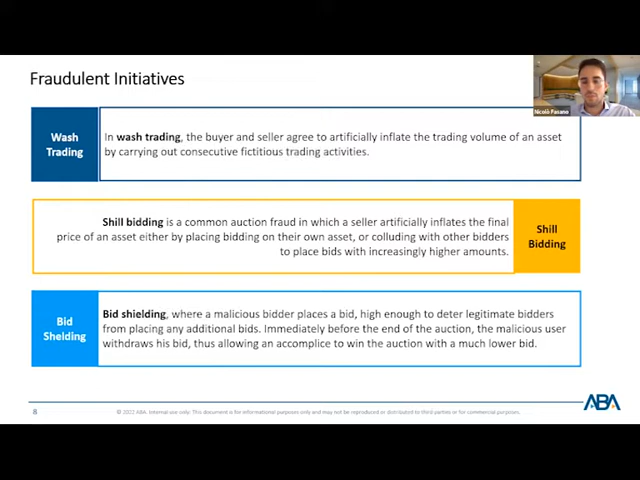 Fraudulent Initiatives
Nicolò Fasano
Wash
Trading
In wash trading, the buyer and seller agree to artificially inflate the trading volume of an asset
by carrying out consecutive fictitious trading activities.
Shill bidding is a common auction fraud in which a seller artificially inflates the final
price of an asset either by placing bidding on their own asset, or colluding with other bidders
to place bids with increasingly higher amounts.
Shill
Bidding
Bid
Shelding
Bid shielding, where a malicious bidder places a bid, high enough to deter legitimate bidders
from placing any additional bids. Immediately before the end of the auction, the malicious user
withdraws his bid, thus allowing an accomplice to win the auction with a much lower bid.
8
© 2022 ABA. Internal use only: This document is for informational purposes only and may not be reproduced or distributed to third parties or for commercial purposes.
ABA